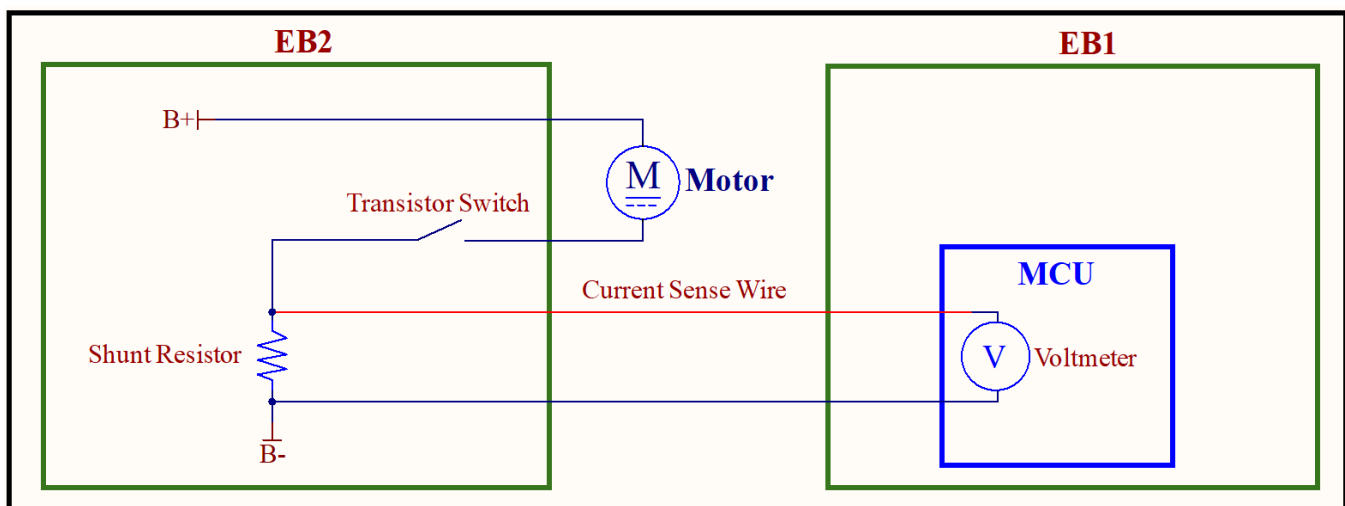 EB2
EB1
B+
M
Motor
Transistor Switch
MCU
Current Sense Wire
Shunt Resistor
V
Voltmeter
B-